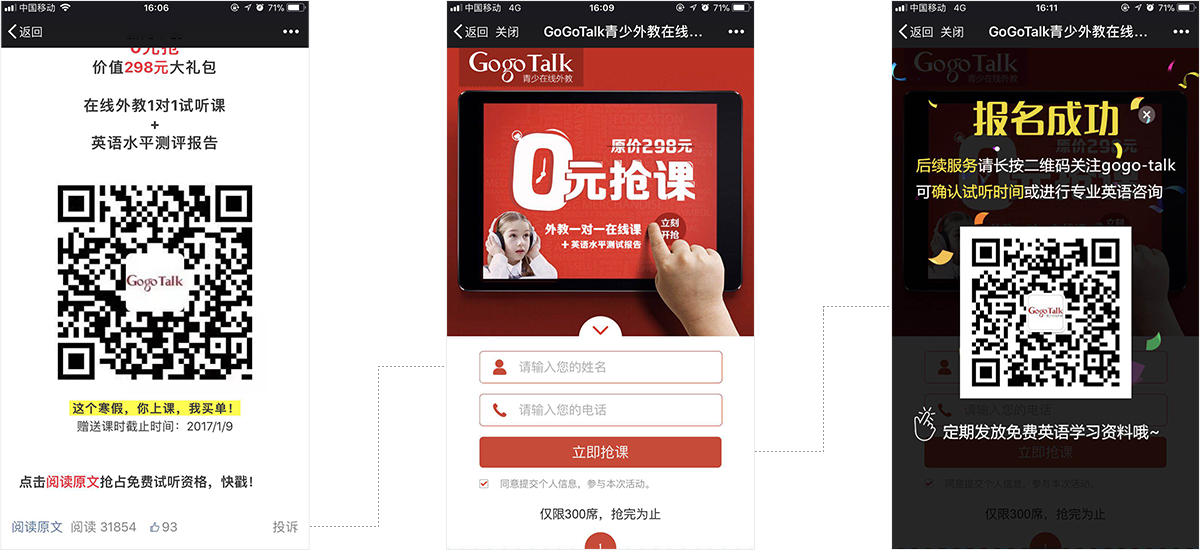 中国移动 16:06 71%
返回
0元抢
价值298元大礼包
在线外教1对1试听课
+
英语水平测评报告
Gogo Talk
这个寒假，你上课，我买单！
赠送课时截止时间：2017/1/9
点击阅读原文抢占免费试听资格，快戳！
阅读原文 阅读 31854 93 投诉
中国移动 4G 16:09 71%
返回 关闭 GoGoTalk青少外教在线...
Gogo Talk
青少在线外教
原价298元
0元抢课
外教一对一在线课
+英语水平测试报告
立刻
开抢
请输入您的姓名
请输入您的电话
立即抢课
同意提交个人信息，参与本次活动。
仅限300席，抢完为止
中国移动 4G 16:11 71%
返回 关闭 GoGoTalk青少外教在线...
Gogo Talk
青少在线外教
报名成功
后续服务请长按二维码关注gogo-talk
可确认试听时间或进行专业英语咨询
Gogo Talk
请输入您的电话
定期发放免费英语学习资料哦~
立即抢课
同意提交个人信息，参与本次活动。
仅限300席，抢完为止